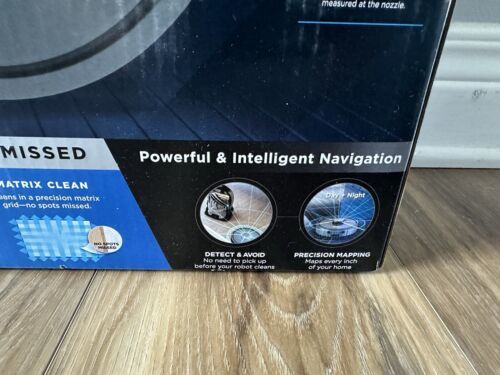 measured at the nozzle.
MISSED
Powerful & Intelligent Navigation
MATRIX CLEAN
in a precision matrix
grid—no spots missed.
NO SPOTS
MISSED
Day + Night
DETECT & AVOID
No need to pick up
before your robot cleans
PRECISION MAPPING
Maps every inch
of your home